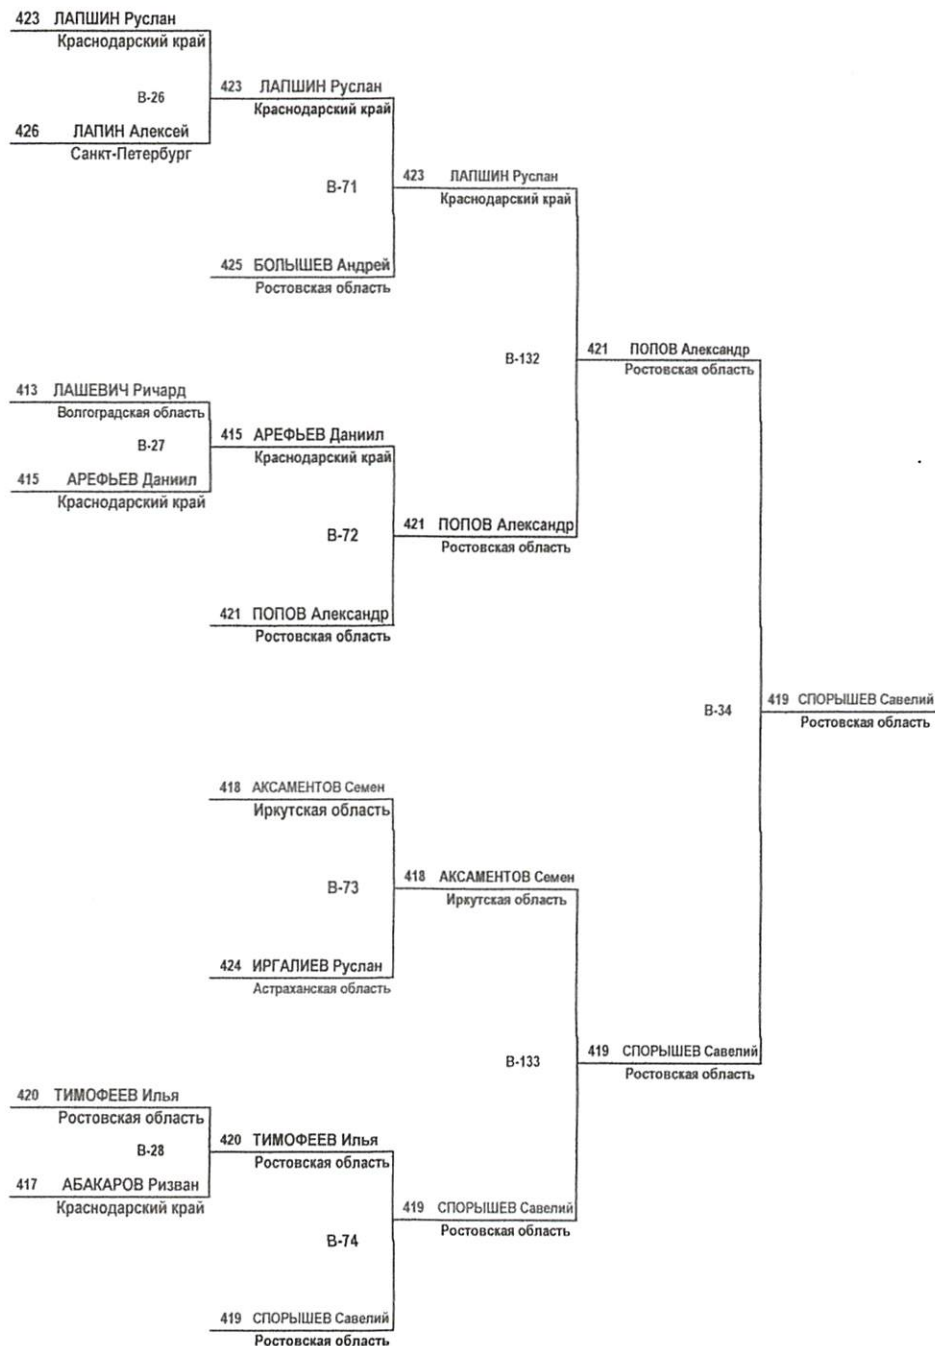 423 ЛАПШИН Руслан
Краснодарский край
В-26
426 ЛАПИН Алексей
Санкт-Петербург
423 ЛАПШИН Руслан
Краснодарский край
В-71
425 БОЛЫШЕВ Андрей
Ростовская область
423 ЛАПШИН Руслан
Краснодарский край
В-132
413 ЛАШЕВИЧ Ричард
Волгоградская область
В-27
415 АРЕФЬЕВ Даниил
Краснодарский край
415 АРЕФЬЕВ Даниил
Краснодарский край
В-72
421 ПОПОВ Александр
Ростовская область
421 ПОПОВ Александр
Ростовская область
421 ПОПОВ Александр
Ростовская область
В-34
419 СПОРЫШЕВ Савелий
Ростовская область
418 АКСАМЕНТОВ Семен
Иркутская область
В-73
424 ИРГАЛИЕВ Руслан
Астраханская область
418 АКСАМЕНТОВ Семен
Иркутская область
В-133
419 СПОРЫШЕВ Савелий
Ростовская область
420 ТИМОФЕЕВ Илья
Ростовская область
В-28
417 АБАКАРОВ Ризван
Краснодарский край
420 ТИМОФЕЕВ Илья
Ростовская область
В-74
419 СПОРЫШЕВ Савелий
Ростовская область
419 СПОРЫШЕВ Савелий
Ростовская область